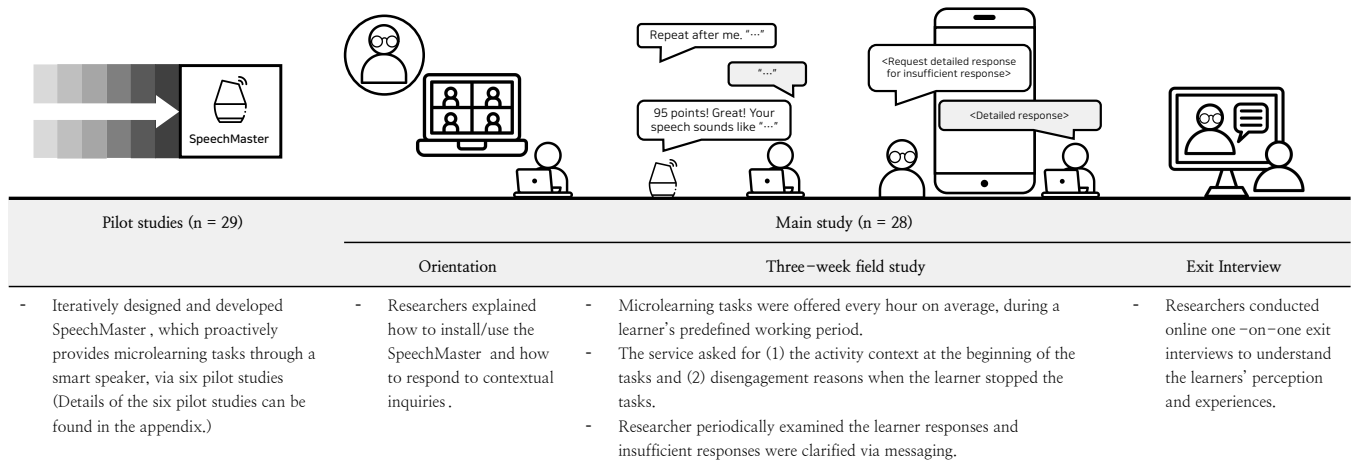 SpeechMaster
Repeat after me. "…"
"…"
95 points! Great! Your
speech sounds like "…"
<Request detailed response
for insufficient response>
<Detailed response>
Pilot studies (n = 29)
Main study (n = 28)
Orientation
Three-week field study
Exit Interview
- Iteratively designed and developed
SpeechMaster, which proactively
provides microlearning tasks through a
smart speaker, via six pilot studies
(Details of the six pilot studies can be
found in the appendix.)
- Researchers explained
how to install/use the
SpeechMaster and how
to respond to contextual
inquiries.
- Microlearning tasks were offered every hour on average, during a
learner's predefined working period.
- The service asked for (1) the activity context at the beginning of the
tasks and (2) disengagement reasons when the learner stopped the
tasks.
- Researcher periodically examined the learner responses and
insufficient responses were clarified via messaging.
- Researchers conducted
online one-on-one exit
interviews to understand
the learners' perception
and experiences.